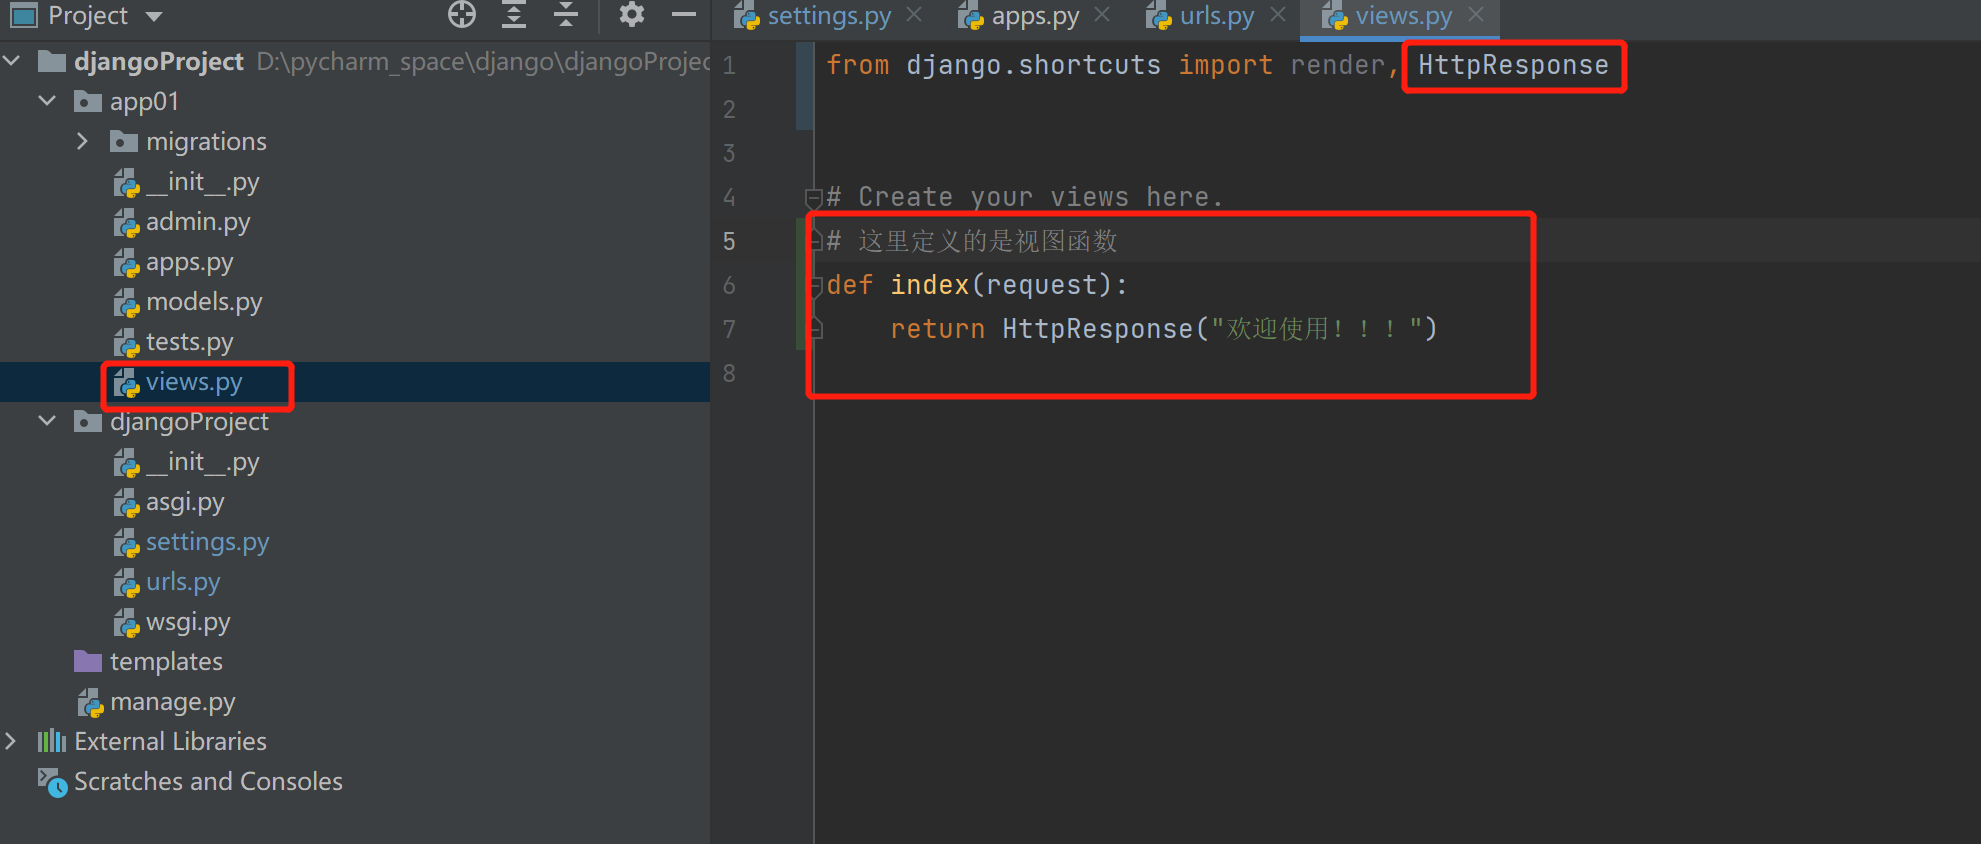 Project
settings.py
apps.py
urls.py
views.py
djangoProject D:\pycharm_space\django\djangoProjec
app01
migrations
__init__.py
admin.py
apps.py
models.py
tests.py
views.py
djangoProject
__init__.py
asgi.py
settings.py
urls.py
wsgi.py
templates
manage.py
External Libraries
Scratches and Consoles
1 from django.shortcuts import render, HttpResponse
2
3
4 # Create your views here.
5 # 这里定义的是视图函数
6 def index(request):
7     return HttpResponse("欢迎使用!!!")
8